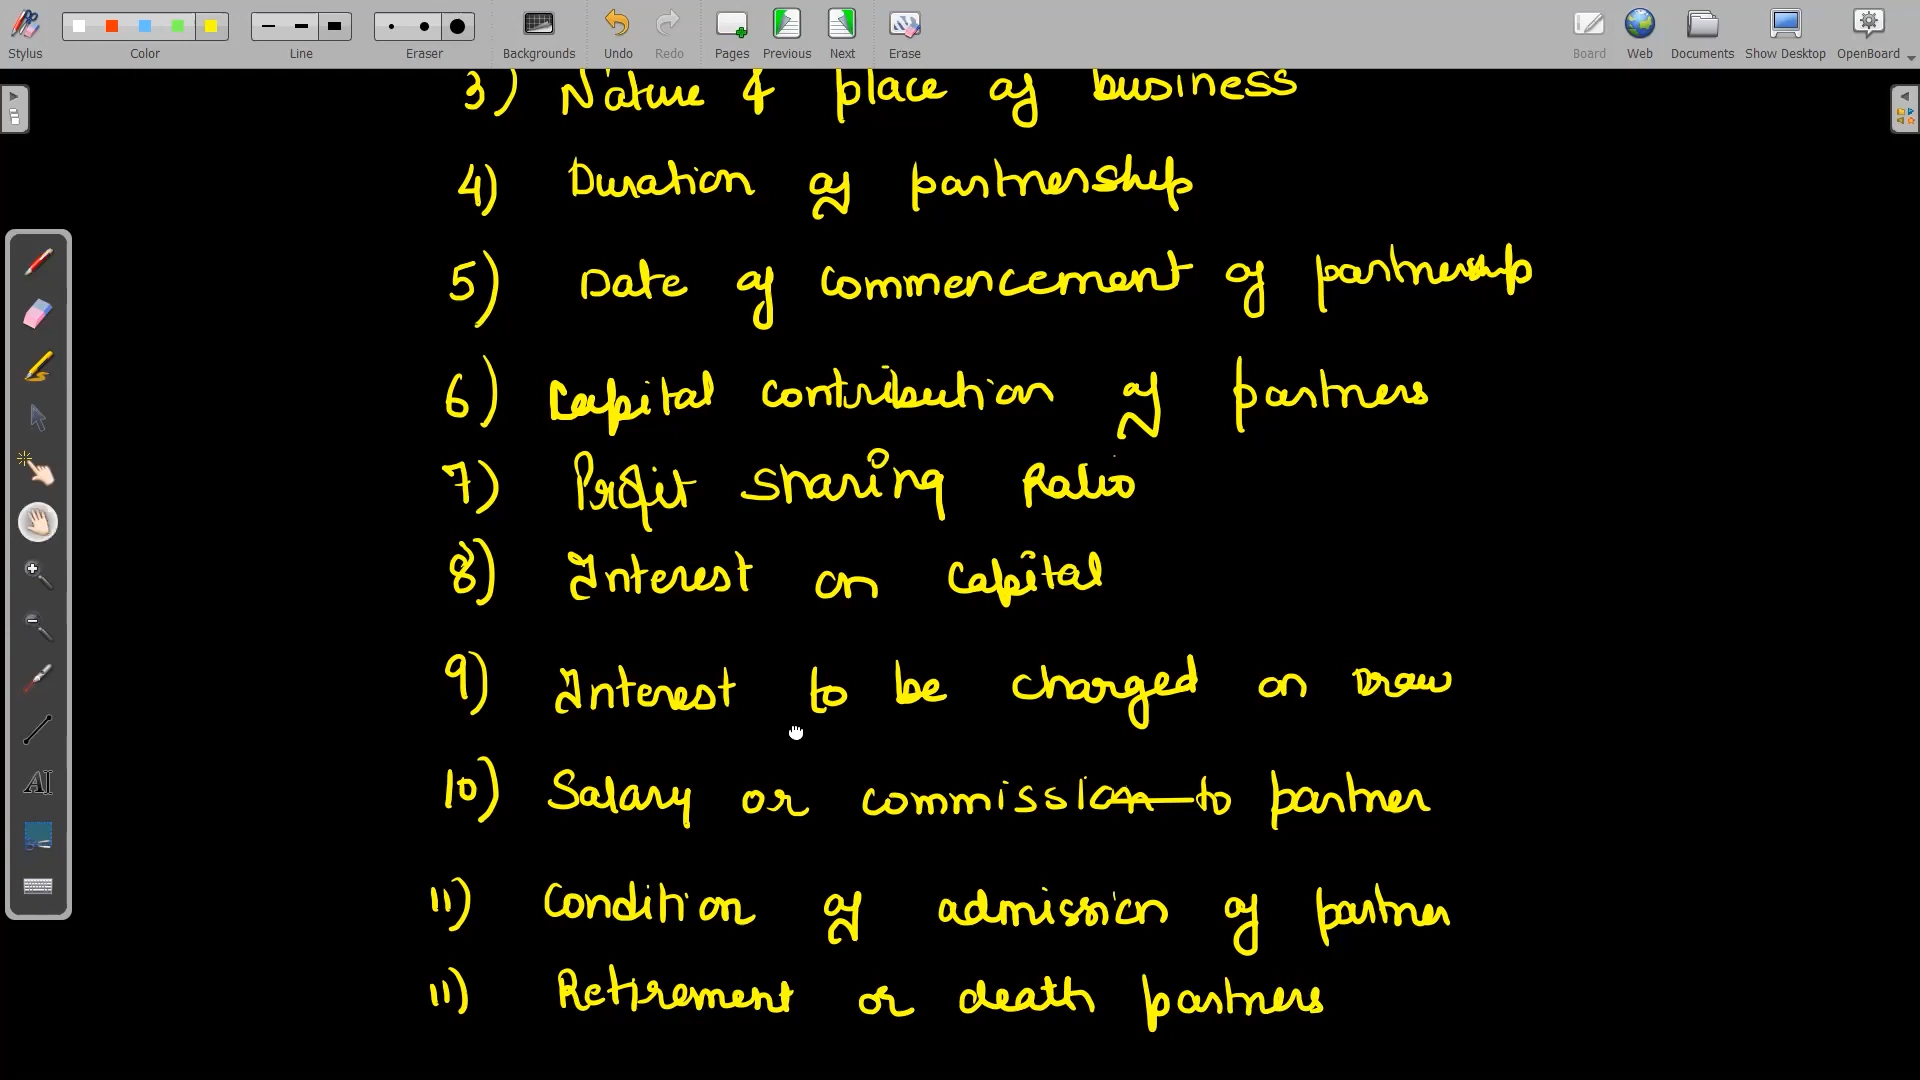 Stylus
Color
Line
Eraser
Backgrounds
Undo
Redo
Pages
Previous
Next
Erase
Board
Web
Documents
Show Desktop
OpenBoard
3) Nature & place of business
4) Duration of partnership
5) Date of commencement of partnership
6) Capital contribution of partners
7) Profit sharing Ratio
8) Interest on capital
9) Interest to be charged on Draw
10) Salary or commission to partner
11) Condition of admission of partner
11) Retirement or death partners
AI